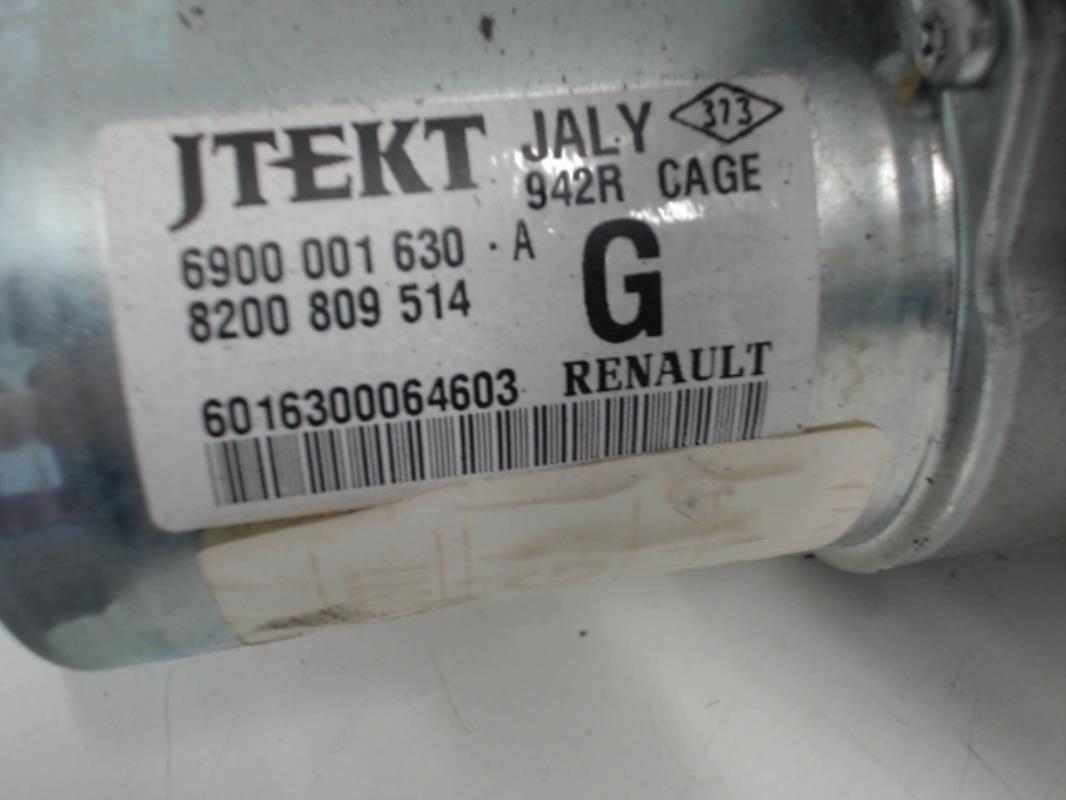 JTEKT JALY 373
942R CAGE
6900 001 630 · A
8200 809 514
G
RENAULT
6016300064603